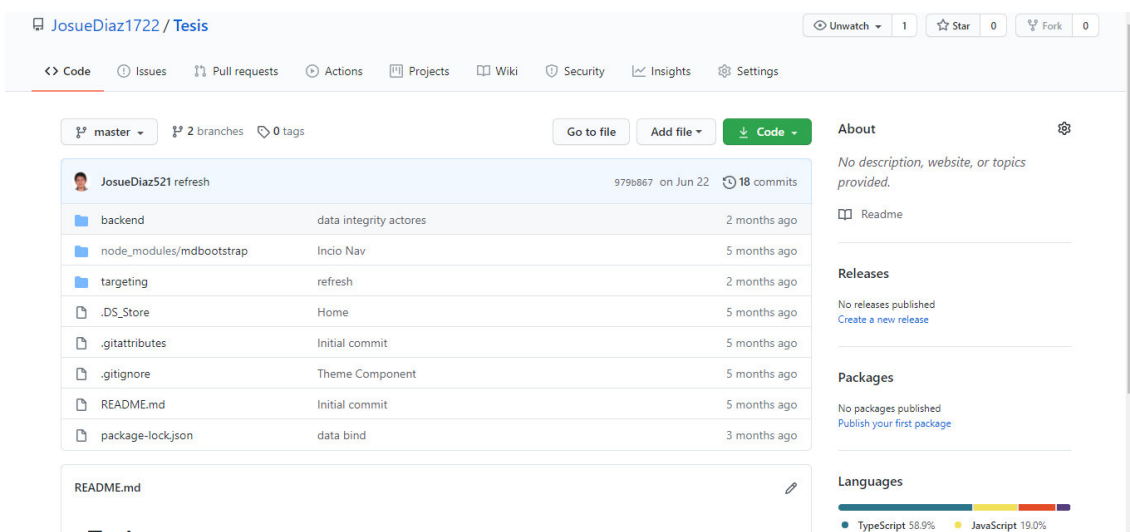 JosueDiaz1722 / Tesis
Unwatch 1 Star 0 Fork 0
<> Code Issues Pull requests Actions Projects Wiki Security Insights Settings
master 2 branches 0 tags Go to file Add file Code
JosueDiaz521 refresh 979b867 on Jun 22 18 commits
backend data integrity actores 2 months ago
node_modules/mdbootstrap Incio Nav 5 months ago
targeting refresh 2 months ago
.DS_Store Home 5 months ago
.gitattributes Initial commit 5 months ago
.gitignore Theme Component 5 months ago
README.md Initial commit 5 months ago
package-lock.json data bind 3 months ago
README.md
About
No description, website, or topics
provided.
Readme
Releases
No releases published
Create a new release
Packages
No packages published
Publish your first package
Languages
TypeScript 58.9% JavaScript 19.0%